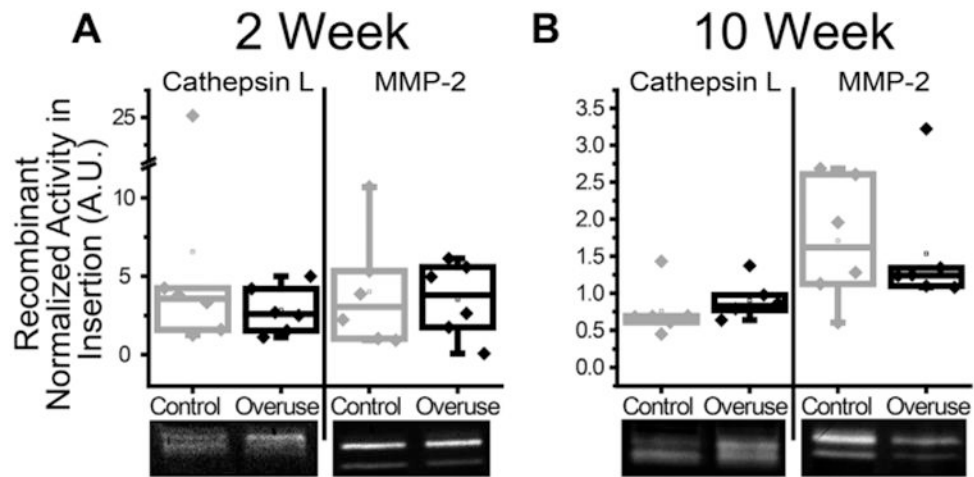 A 2 Week
B 10 Week
Recombinant
Normalized Activity in
Insertion (A.U.)
Cathepsin L MMP-2
25
10
5
0
Control Overuse Control Overuse
Cathepsin L MMP-2
3.5
3.0
2.5
2.0
1.5
1.0
0.5
0.0
Control Overuse Control Overuse